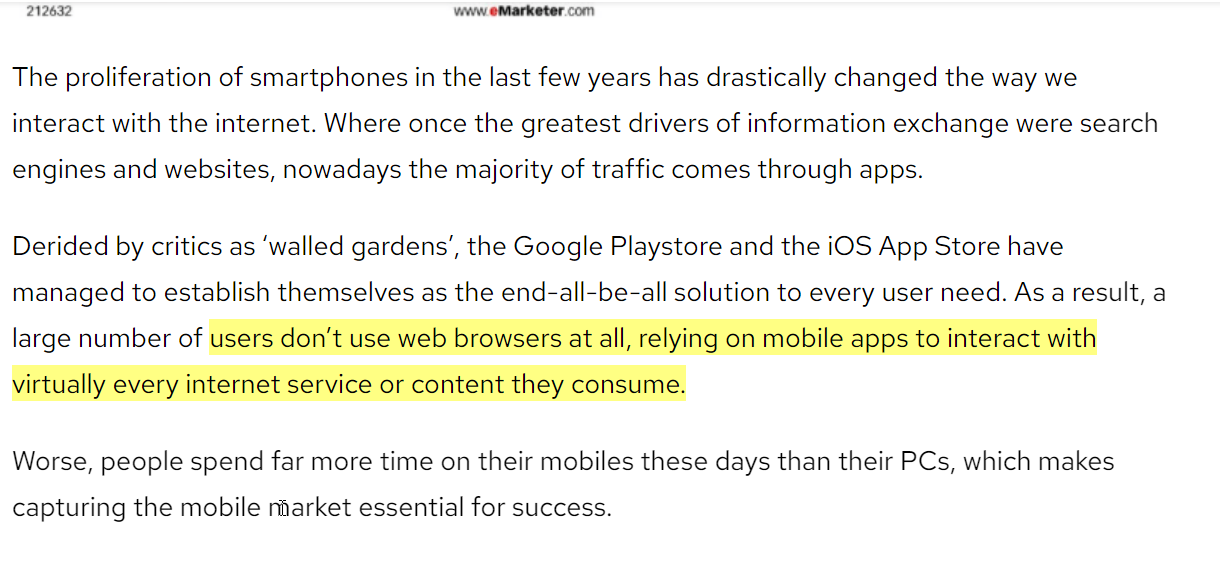 212632 www.eMarketer.com
The proliferation of smartphones in the last few years has drastically changed the way we
interact with the internet. Where once the greatest drivers of information exchange were search
engines and websites, nowadays the majority of traffic comes through apps.
Derided by critics as ‘walled gardens’, the Google Playstore and the iOS App Store have
managed to establish themselves as the end-all-be-all solution to every user need. As a result, a
large number of users don’t use web browsers at all, relying on mobile apps to interact with
virtually every internet service or content they consume.
Worse, people spend far more time on their mobiles these days than their PCs, which makes
capturing the mobile market essential for success.